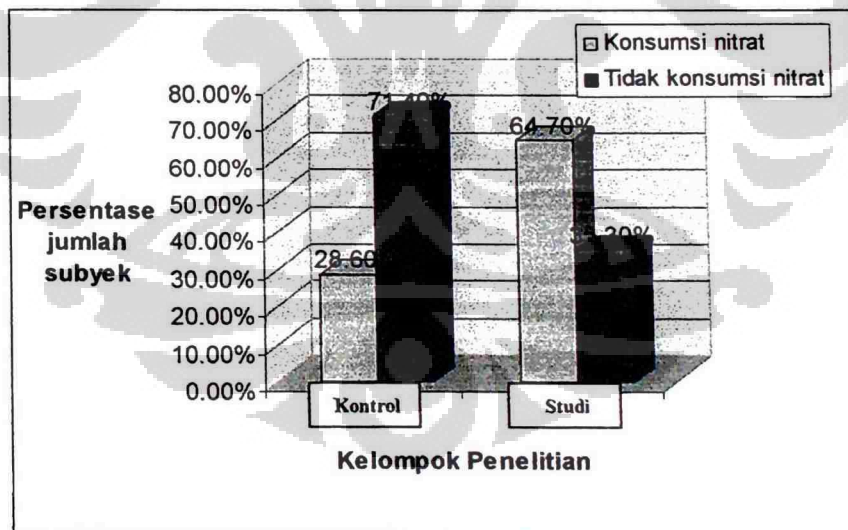 Konsumsi nitrat
Tidak konsumsi nitrat
80.00%
70.00%
60.00%
50.00%
40.00%
30.00%
20.00%
10.00%
0.00%
Persentase
jumlah
subyek
71.40%
64.70%
Kontrol
Studi
Kelompok Penelitian